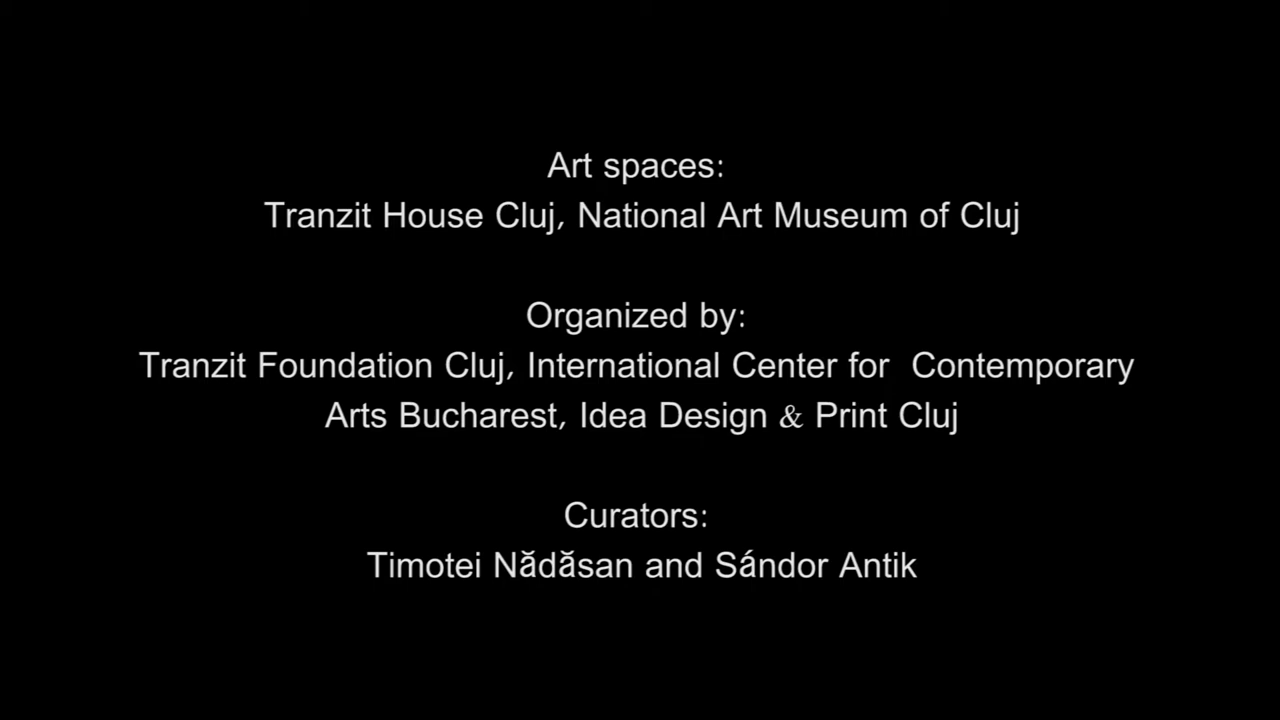 Art spaces:
Tranzit House Cluj, National Art Museum of Cluj
Organized by:
Tranzit Foundation Cluj, International Center for  Contemporary
Arts Bucharest, Idea Design & Print Cluj
Curators:
Timotei Nădăsan and Sándor Antik